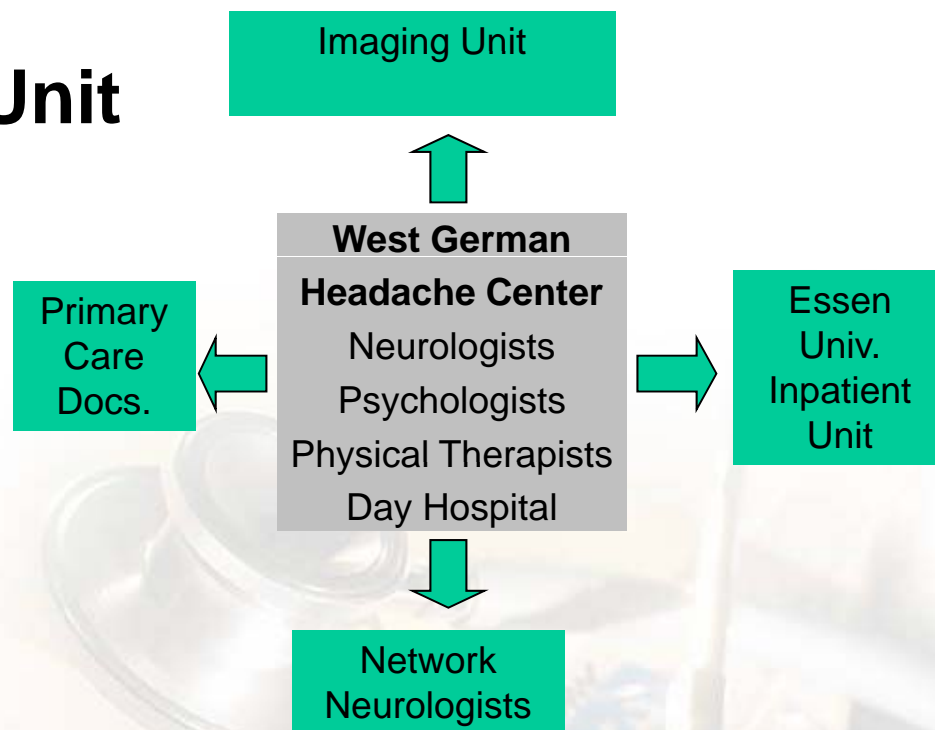 Unit
Imaging Unit
West German
Headache Center
Neurologists
Psychologists
Physical Therapists
Day Hospital
Primary
Care
Docs.
Essen
Univ.
Inpatient
Unit
Network
Neurologists